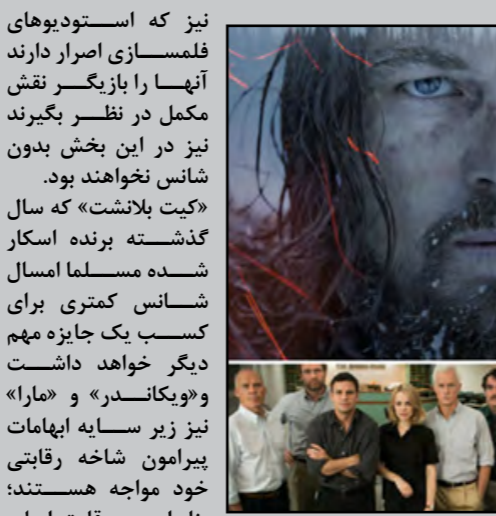 نیز که استودیوهای
فلمسازی اصرار دارند
آنها را بازیگر نقش
مکمل در نظر بگیرند
نیز در این بخش بدون
شانس نخواهند بود.
«کیت بلانشت» که سال
گذشته برنده اسکار
شده مسلما امسال
شانس کمتری برای
کسب یک جایزه مهم
دیگر خواهد داشت
و«ویکاندر» و «مارا»
نیز زیر سایه ابهامات
پیرامون شاخه رقابتی
خود مواجه هستند؛